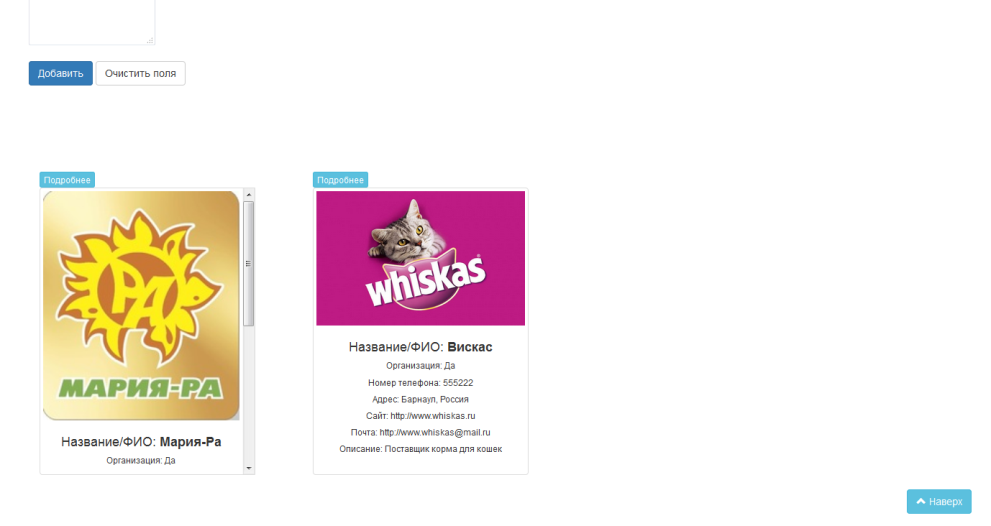 Добавить Очистить поля
Подробнее
РА
МАРИЯ-РА
Название/ФИО: Мария-Ра
Организация: Да
Подробнее
whiskas
Название/ФИО: Вискас
Организация: Да
Номер телефона: 555222
Адрес: Барнаул, Россия
Сайт: http://www.whiskas.ru
Почта: http://www.whiskas@mail.ru
Описание: Поставщик корма для кошек
Наверх